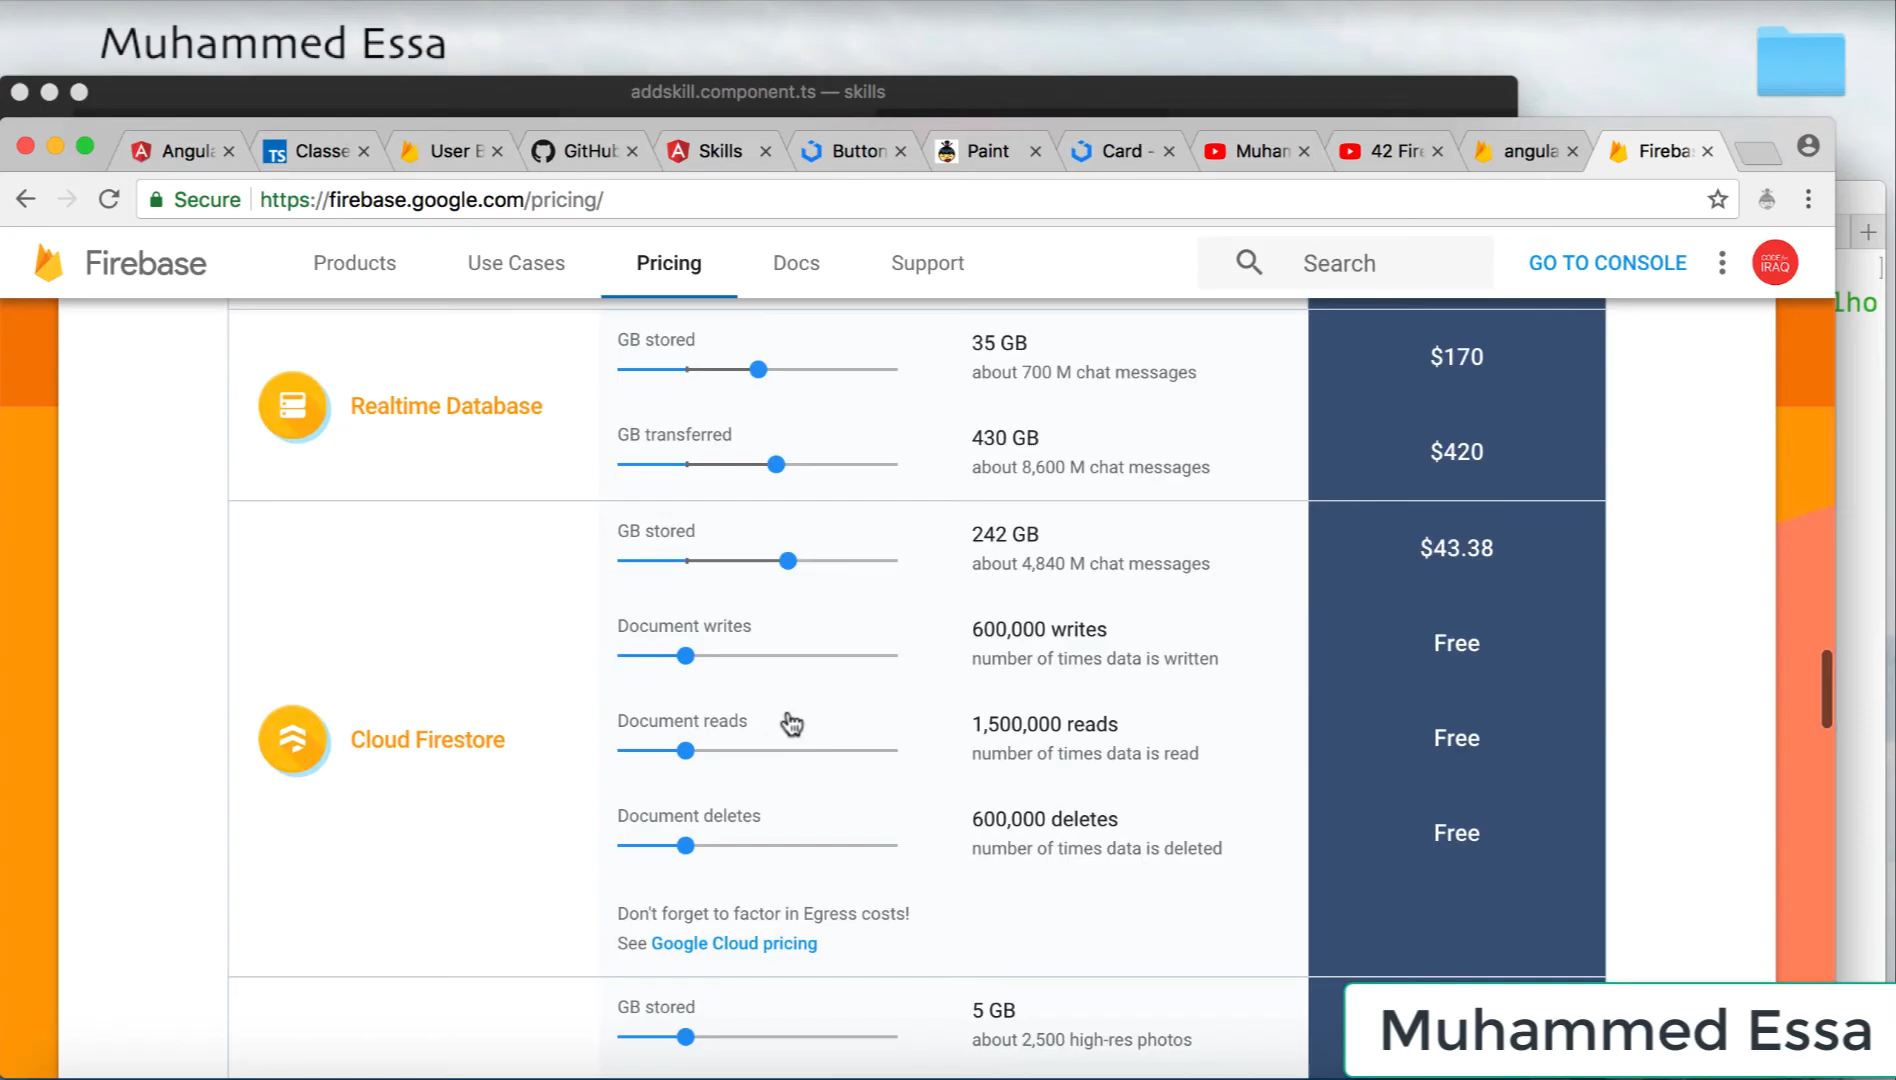 Muhammed Essa
addskill.component.ts — skills
Angula
Classe
User E
GitHub
Skills
Button
Paint
Card -
Muhan
42 Fire
angula
Fireba
Secure
https://firebase.google.com/pricing/
Firebase
Products
Use Cases
Pricing
Docs
Support
Search
GO TO CONSOLE
CODE for
IRAQ
lho
Realtime Database
GB stored
35 GB
about 700 M chat messages
$170
GB transferred
430 GB
about 8,600 M chat messages
$420
Cloud Firestore
GB stored
242 GB
about 4,840 M chat messages
$43.38
Document writes
600,000 writes
number of times data is written
Free
Document reads
1,500,000 reads
number of times data is read
Free
Document deletes
600,000 deletes
number of times data is deleted
Free
Don't forget to factor in Egress costs!
See Google Cloud pricing
GB stored
5 GB
about 2,500 high-res photos
Muhammed Essa